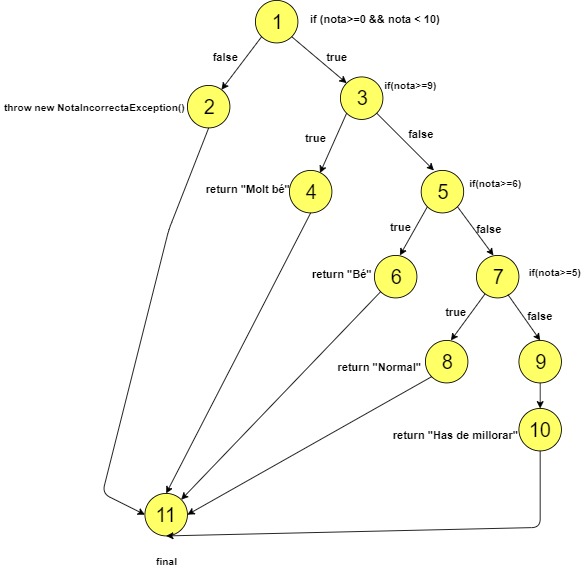 1
if (nota>=0 && nota < 10)
false
true
2
throw new NotaIncorrectaException()
3
if(nota>=9)
true
false
return "Molt bé"
4
5
if(nota>=6)
true
false
return "Bé"
6
7
if(nota>=5)
true
false
return "Normal"
8
9
return "Has de millorar"
10
11
final